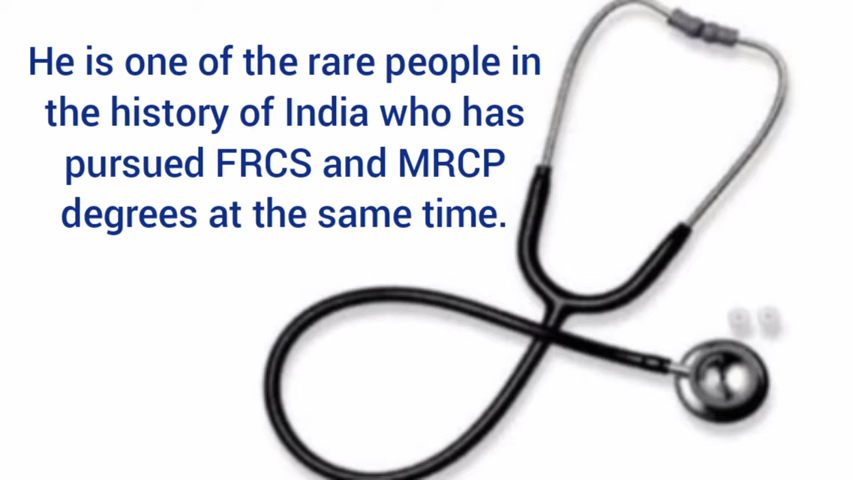 He is one of the rare people in
the history of India who has
pursued FRCS and MRCP
degrees at the same time.